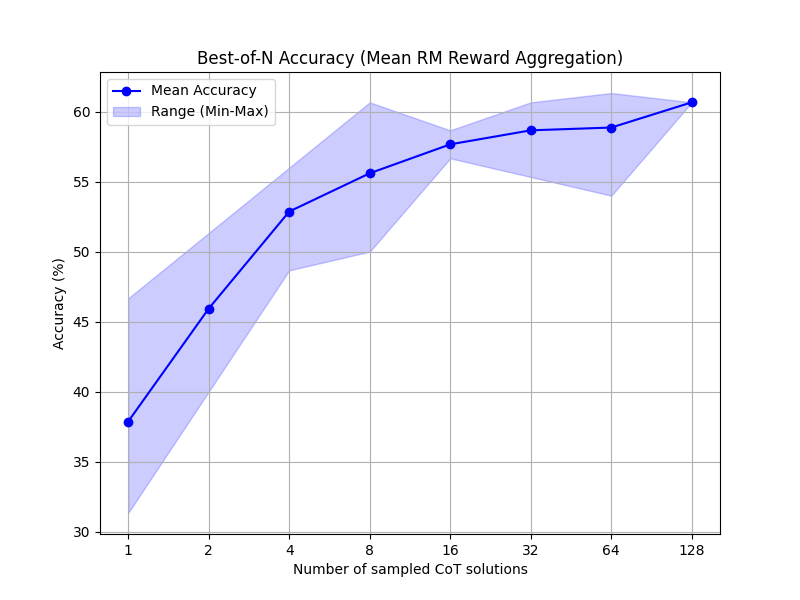 Best-of-N Accuracy (Mean RM Reward Aggregation)
Mean Accuracy
Range (Min-Max)
Accuracy (%)
60
55
50
45
40
35
30
1 2 4 8 16 32 64 128
Number of sampled CoT solutions